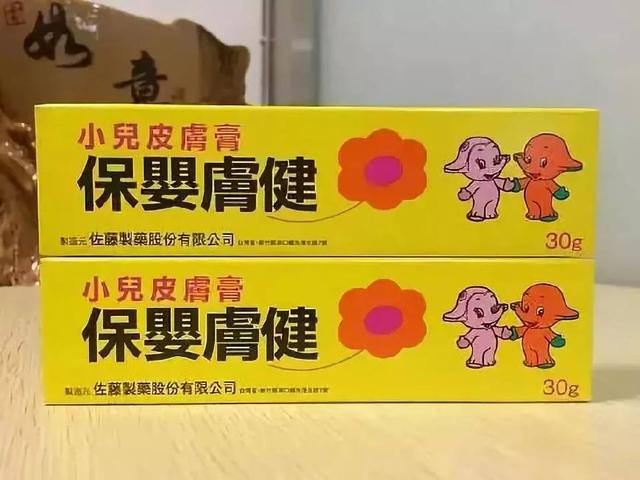 如
小兒皮膚膏
保嬰膚健
製造元 佐藤製藥股份有限公司
30g
小兒皮膚膏
保嬰膚健
製造元 佐藤製藥股份有限公司
30g